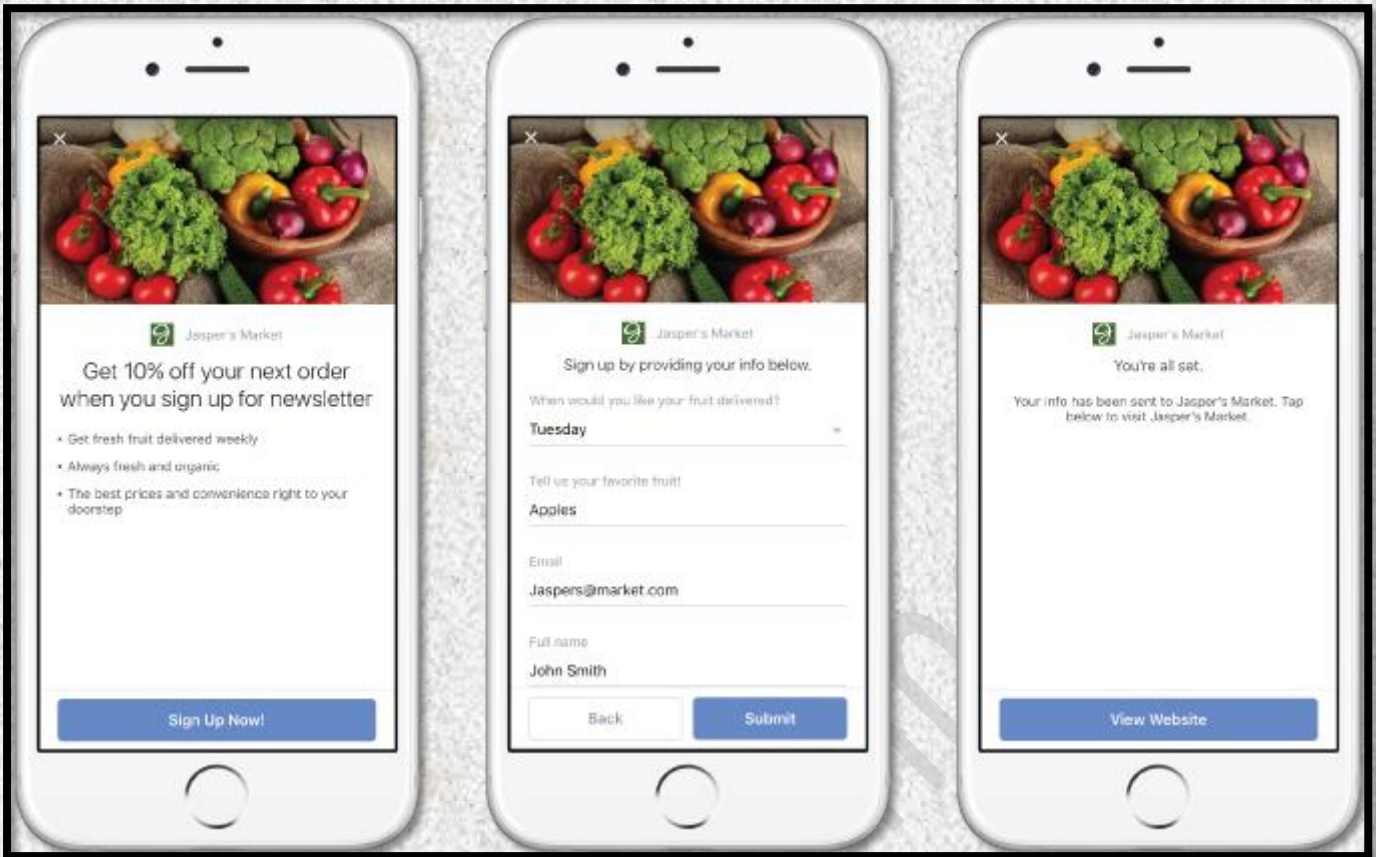 Jasper's Market
Get 10% off your next order
when you sign up for newsletter
• Get fresh fruit delivered weekly
• Always fresh and organic
• The best prices and convenience right to your
doorstep
Sign Up Now!
Jasper's Market
Sign up by providing your info below.
When would you like your fruit delivered?
Tuesday
Tell us your favorite fruit!
Apples
Email
Jaspers@market.com
Full name
John Smith
Back
Submit
Jasper's Market
You're all set.
Your info has been sent to Jasper's Market. Tap
below to visit Jasper's Market.
View Website